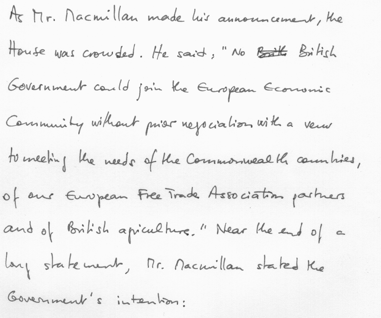 As Mr. Macmillan made his announcement, the
House was crowded. He said, "No British
Government could join the European Economic
Community without prior negociation with a view
to meeting the needs of the Commonwealth countries,
of our European Free Trade Association partners
and of British agriculture." Near the end of a
long statement, Mr. Macmillan stated the
Government's intention: